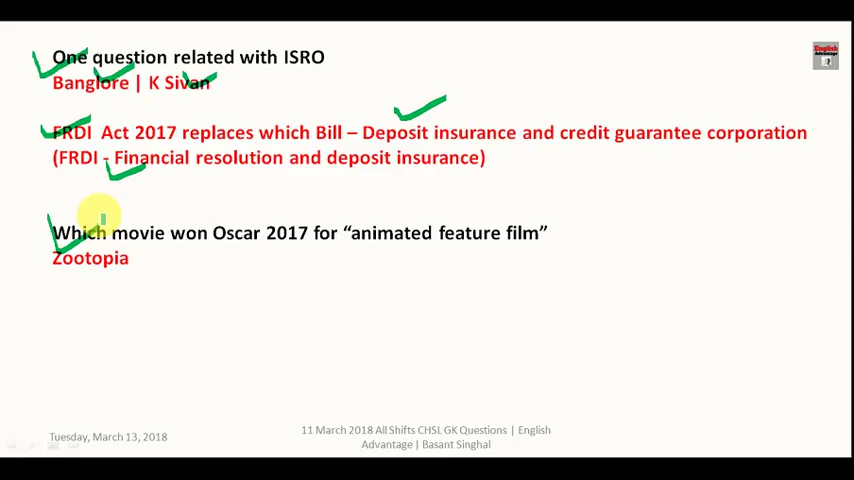 One question related with ISRO
English
Advantage
Banglore | K Sivan
FRDI Act 2017 replaces which Bill – Deposit insurance and credit guarantee corporation
(FRDI - Financial resolution and deposit insurance)
Which movie won Oscar 2017 for “animated feature film”
Zootopia
Tuesday, March 13, 2018
11 March 2018 All Shifts CHSL GK Questions | English
Advantage | Basant Singhal